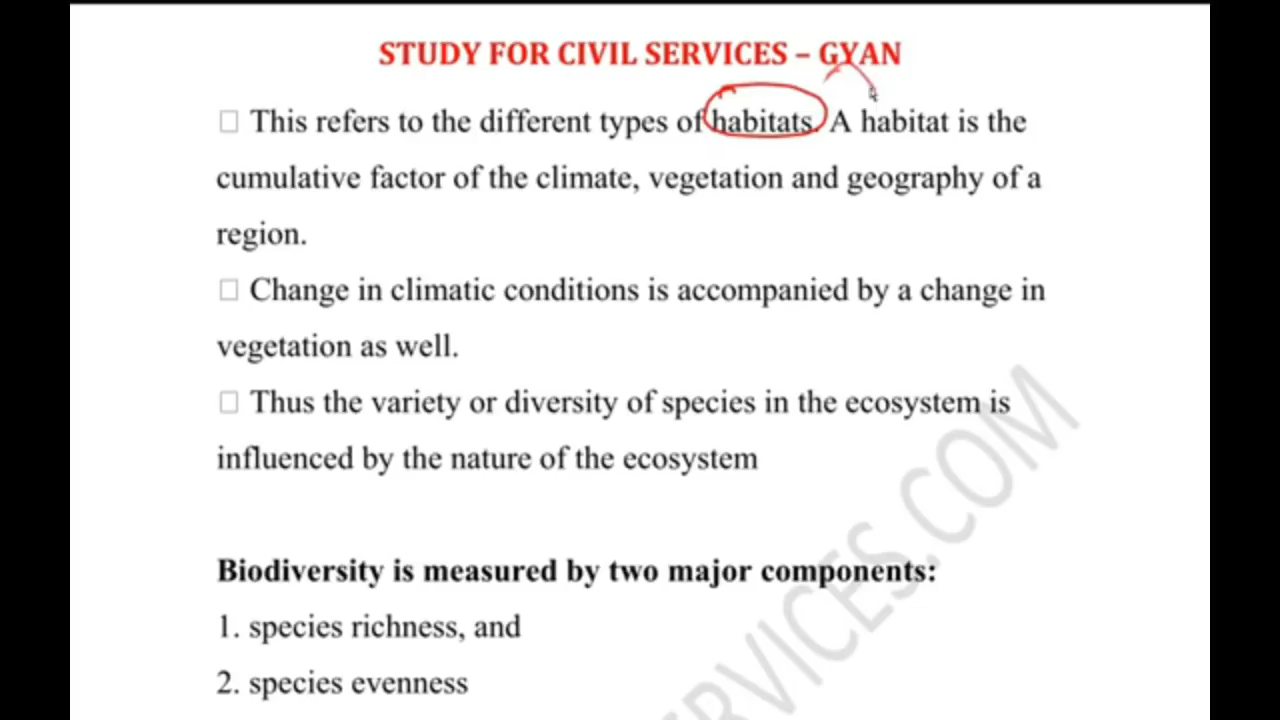 STUDY FOR CIVIL SERVICES – GYAN
□ This refers to the different types of habitats. A habitat is the
cumulative factor of the climate, vegetation and geography of a
region.
□ Change in climatic conditions is accompanied by a change in
vegetation as well.
□ Thus the variety or diversity of species in the ecosystem is
influenced by the nature of the ecosystem
Biodiversity is measured by two major components:
1. species richness, and
2. species evenness
RVICES.COM